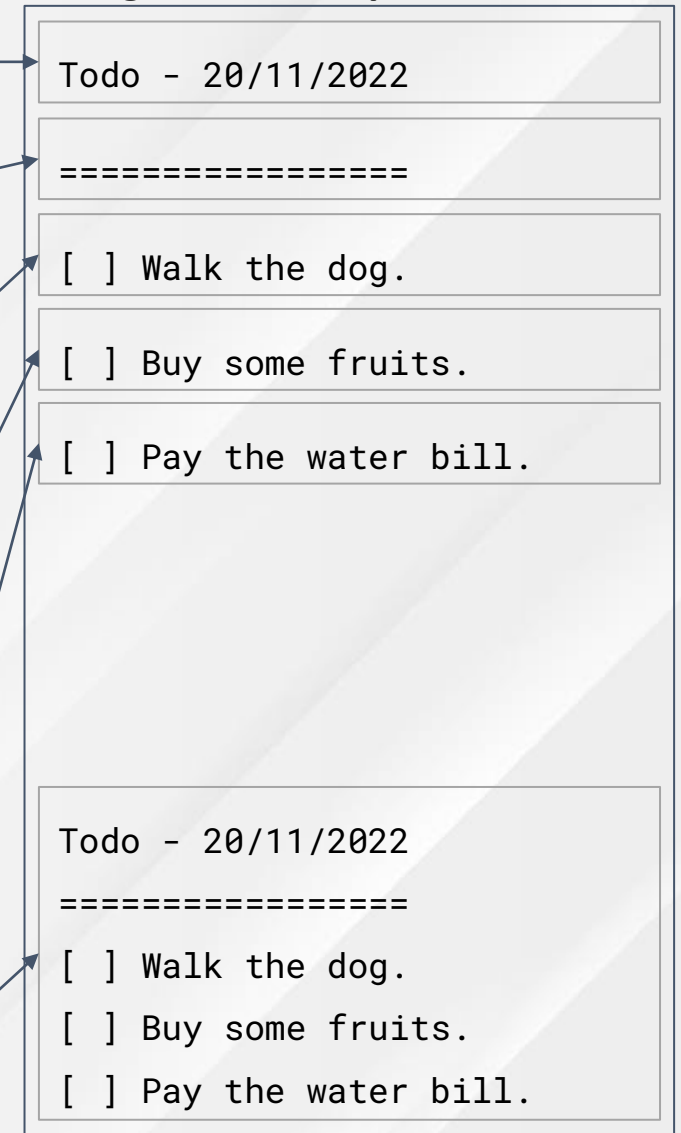 Todo - 20/11/2022
=================
[ ] Walk the dog.
[ ] Buy some fruits.
[ ] Pay the water bill.
Todo - 20/11/2022
=================
[ ] Walk the dog.
[ ] Buy some fruits.
[ ] Pay the water bill.